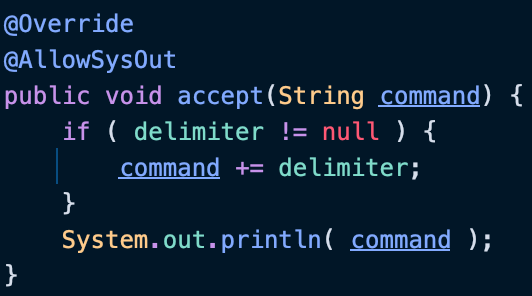 @Override
@AllowSysOut
public void accept(String command) {
    if ( delimiter != null ) {
        command += delimiter;
    }
    System.out.println( command );
}